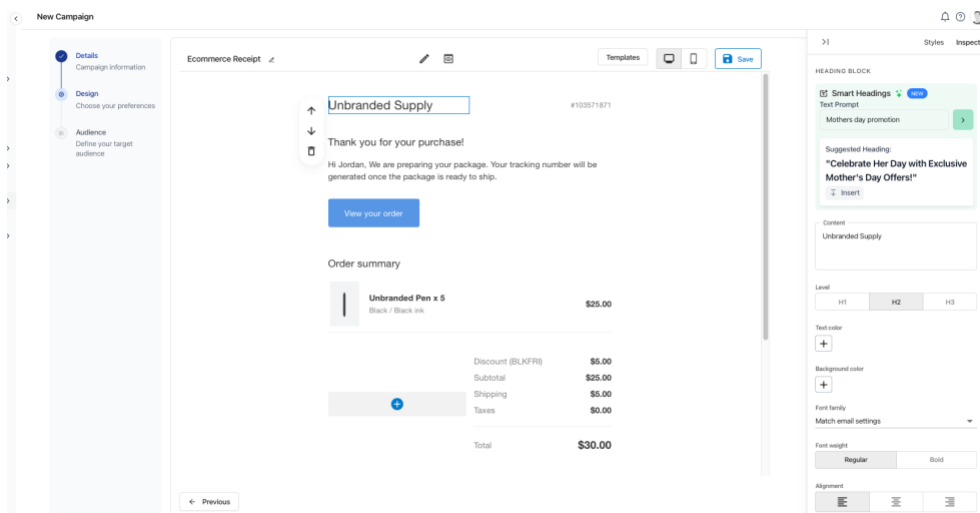 New Campaign
Details
Campaign information
Design
Choose your preferences
Audience
Define your target
audience
Ecommerce Receipt
Templates
Save
Unbranded Supply
#103571871
Thank you for your purchase!
Hi Jordan, We are preparing your package. Your tracking number will be
generated once the package is ready to ship.
View your order
Order summary
Unbranded Pen x 5
Black / Black ink
$25.00
Discount (BLKFRI) $5.00
Subtotal $25.00
Shipping $5.00
Taxes $0.00
Total $30.00
Previous
Styles Inspect
HEADING BLOCK
Smart Headings NEW
Text Prompt
Mothers day promotion
Suggested Heading:
"Celebrate Her Day with Exclusive
Mother's Day Offers!"
Insert
Content
Unbranded Supply
Level
H1 H2 H3
Text color
Background color
Font family
Match email settings
Font weight
Regular Bold
Alignment